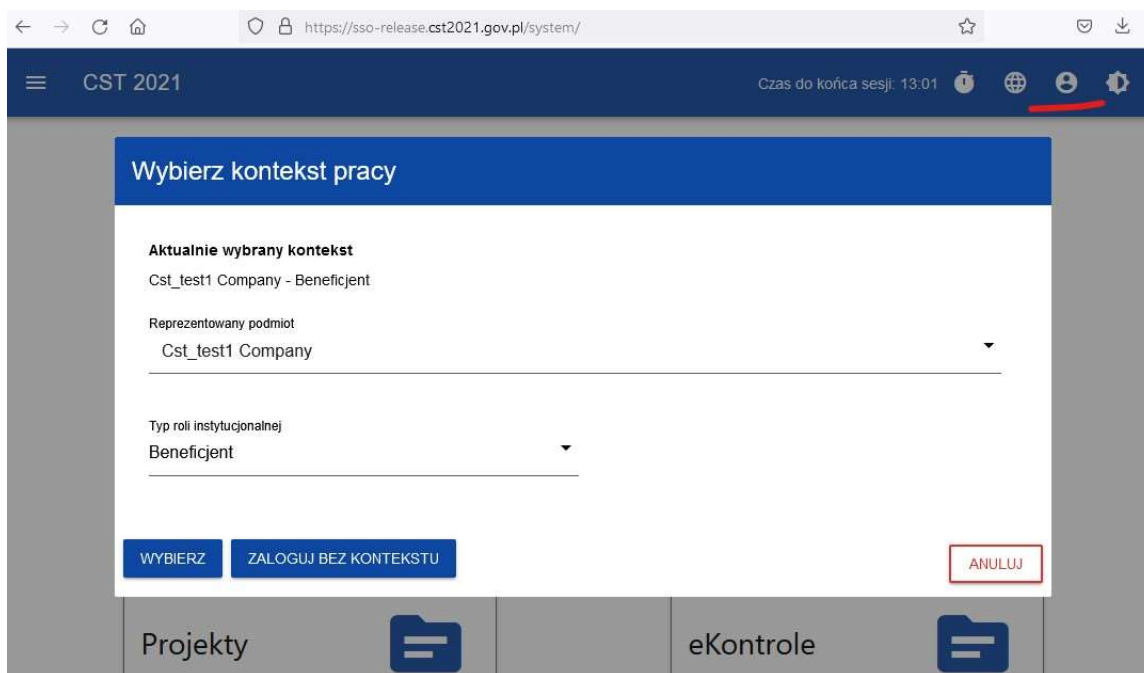 https://sso-release.cst2021.gov.pl/system/
CST 2021
Czas do końca sesji: 13:01
Wybierz kontekst pracy
Aktualnie wybrany kontekst
Cst_test1 Company - Beneficjent
Reprezentowany podmiot
Cst_test1 Company
Typ roli instytucjonalnej
Beneficjent
WYBIERZ
ZALOGUJ BEZ KONTEKSTU
ANULUJ
Projekty
eKontrole